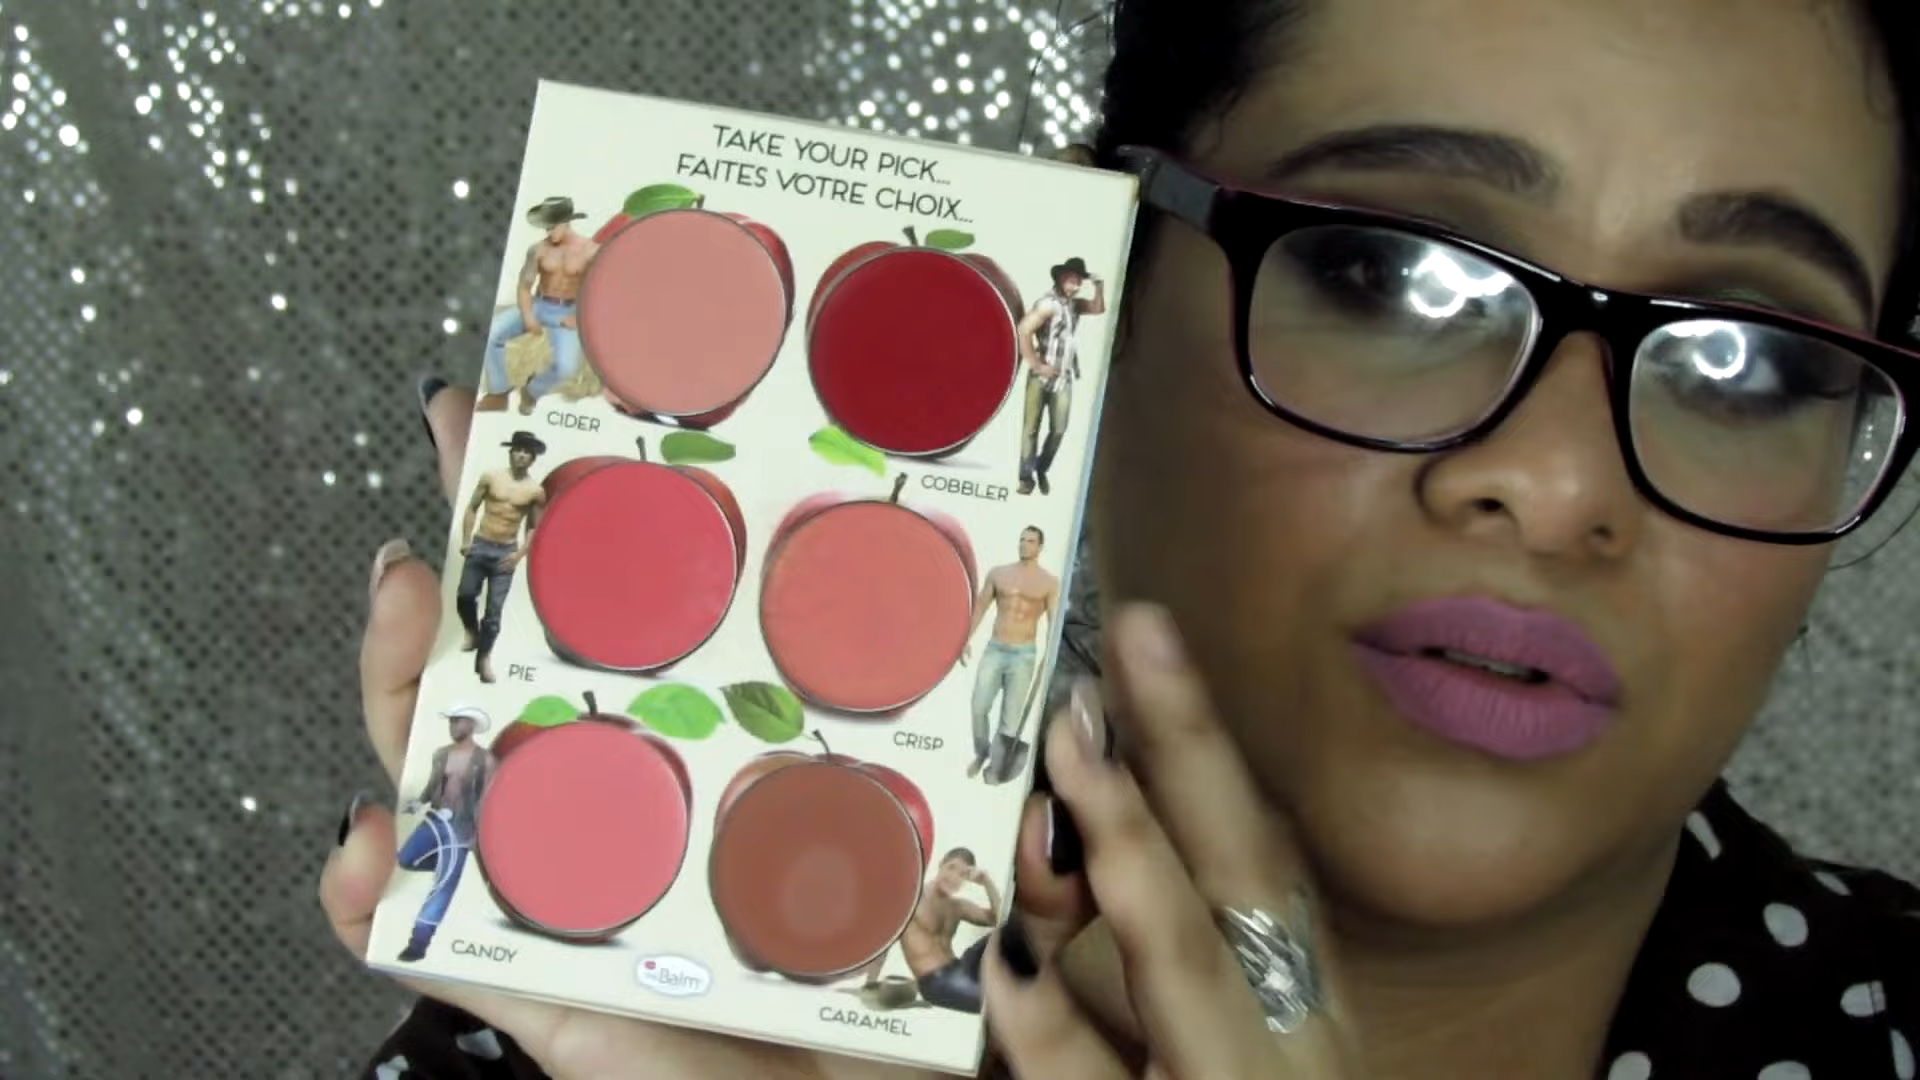 TAKE YOUR PICK...
FAITES VOTRE CHOIX...
CIDER
COBBLER
PIE
CRISP
CANDY
theBalm
CARAMEL